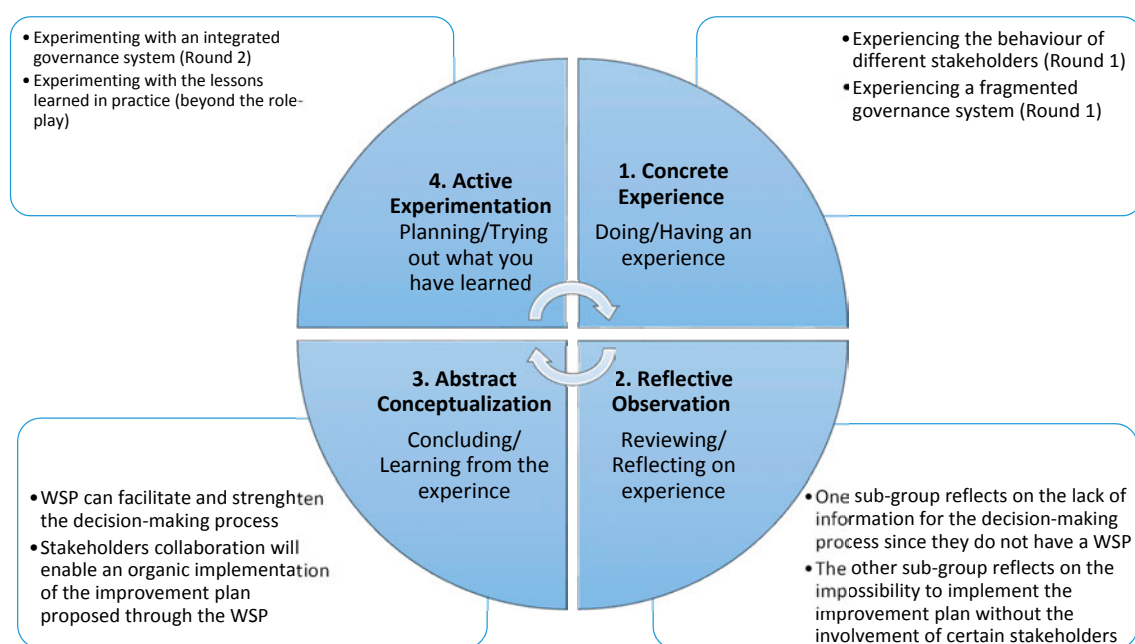 • Experimenting with an integrated
governance system (Round 2)
• Experimenting with the lessons
learned in practice (beyond the role-
play)
• Experiencing the behaviour of
different stakeholders (Round 1)
• Experiencing a fragmented
governance system (Round 1)
4. Active
Experimentation
Planning/Trying
out what you
have learned
1. Concrete
Experience
Doing/Having an
experience
3. Abstract
Conceptualization
Concluding/
Learning from the
experince
2. Reflective
Observation
Reviewing/
Reflecting on
experience
• WSP can facilitate and strenghten
the decision-making process
• Stakeholders collaboration will
enable an organic implementation
of the improvement plan
proposed through the WSP
• One sub-group reflects on the lack of
information for the decision-making
process since they do not have a WSP
• The other sub-group reflects on the
impossibility to implement the
improvement plan without the
involvement of certain stakeholders